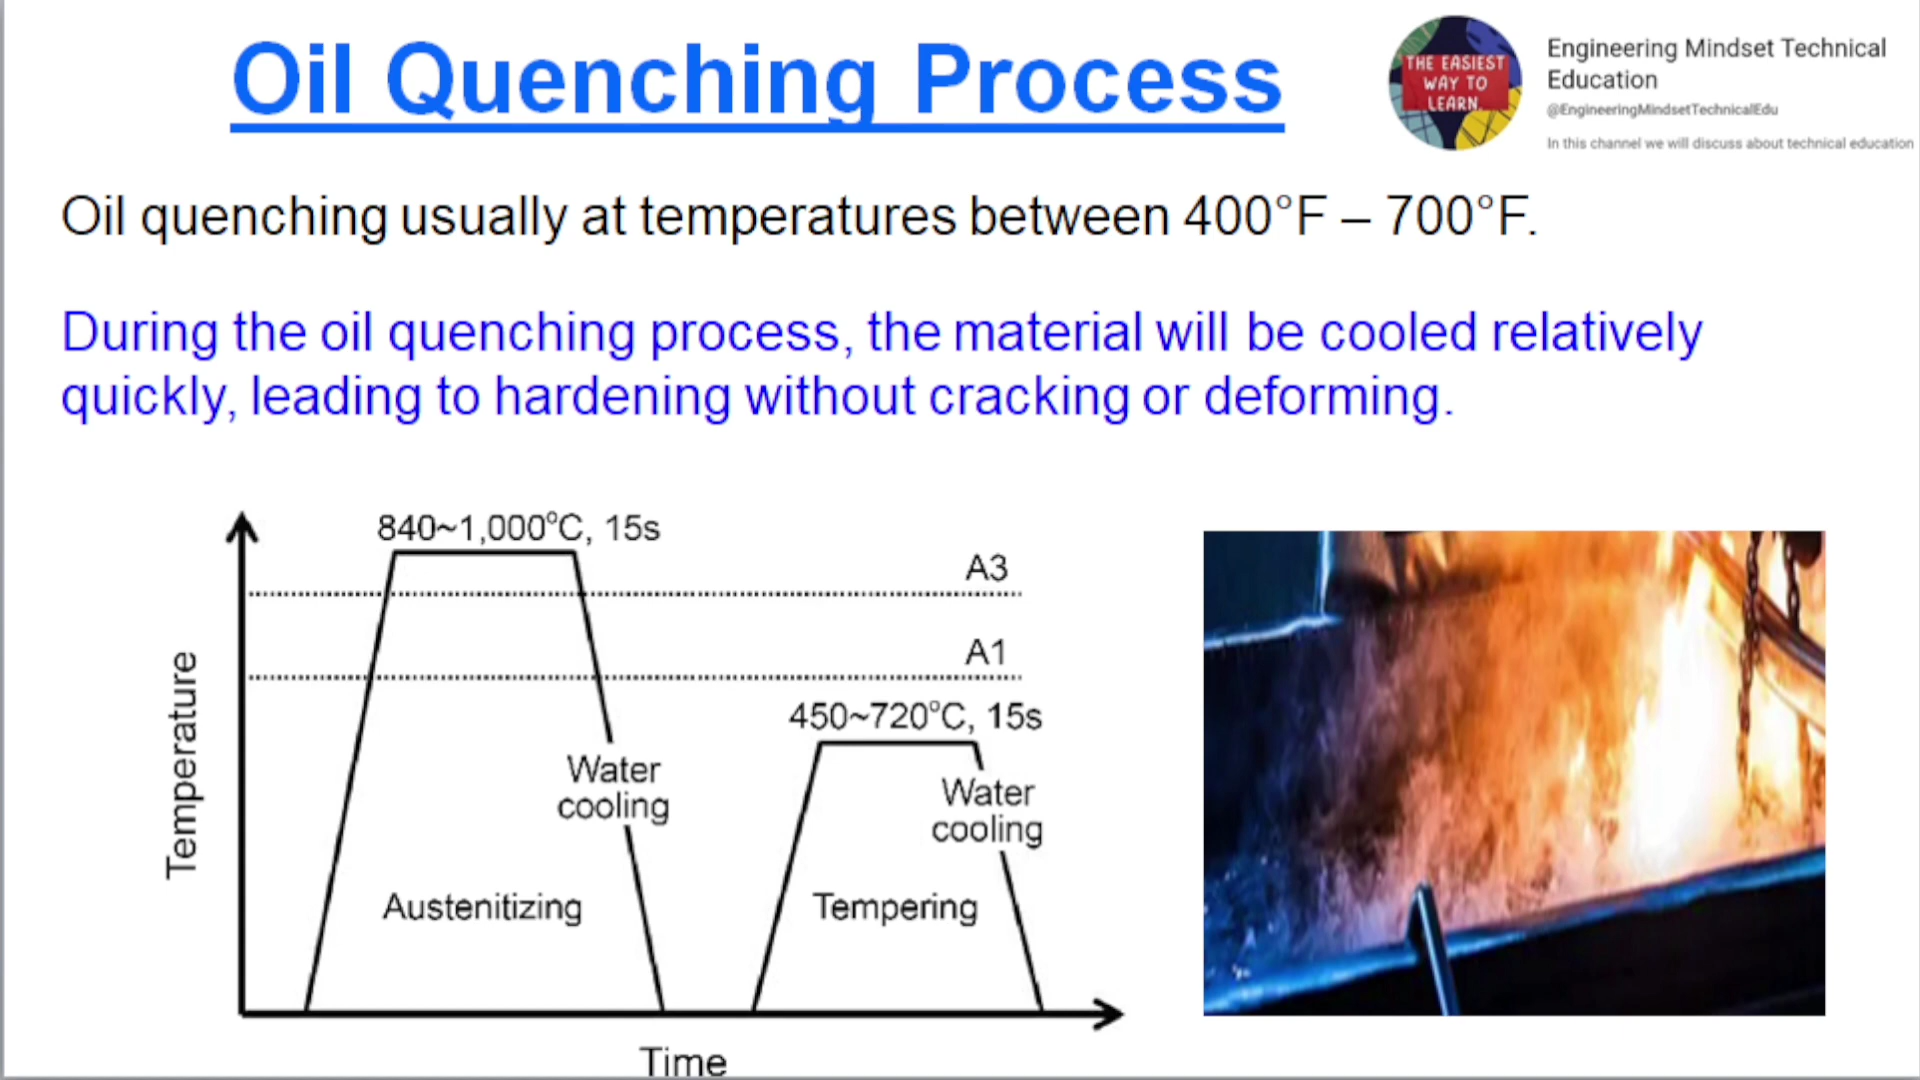 Oil Quenching Process
THE EASIEST
WAY TO
LEARN.
Engineering Mindset Technical
Education
@EngineeringMindsetTechnicalEdu
In this channel we will discuss about technical education
Oil quenching usually at temperatures between 400°F – 700°F.
During the oil quenching process, the material will be cooled relatively
quickly, leading to hardening without cracking or deforming.
840~1,000°C, 15s
A3
A1
450~720°C, 15s
Water
cooling
Water
cooling
Austenitizing
Tempering
Temperature
Time